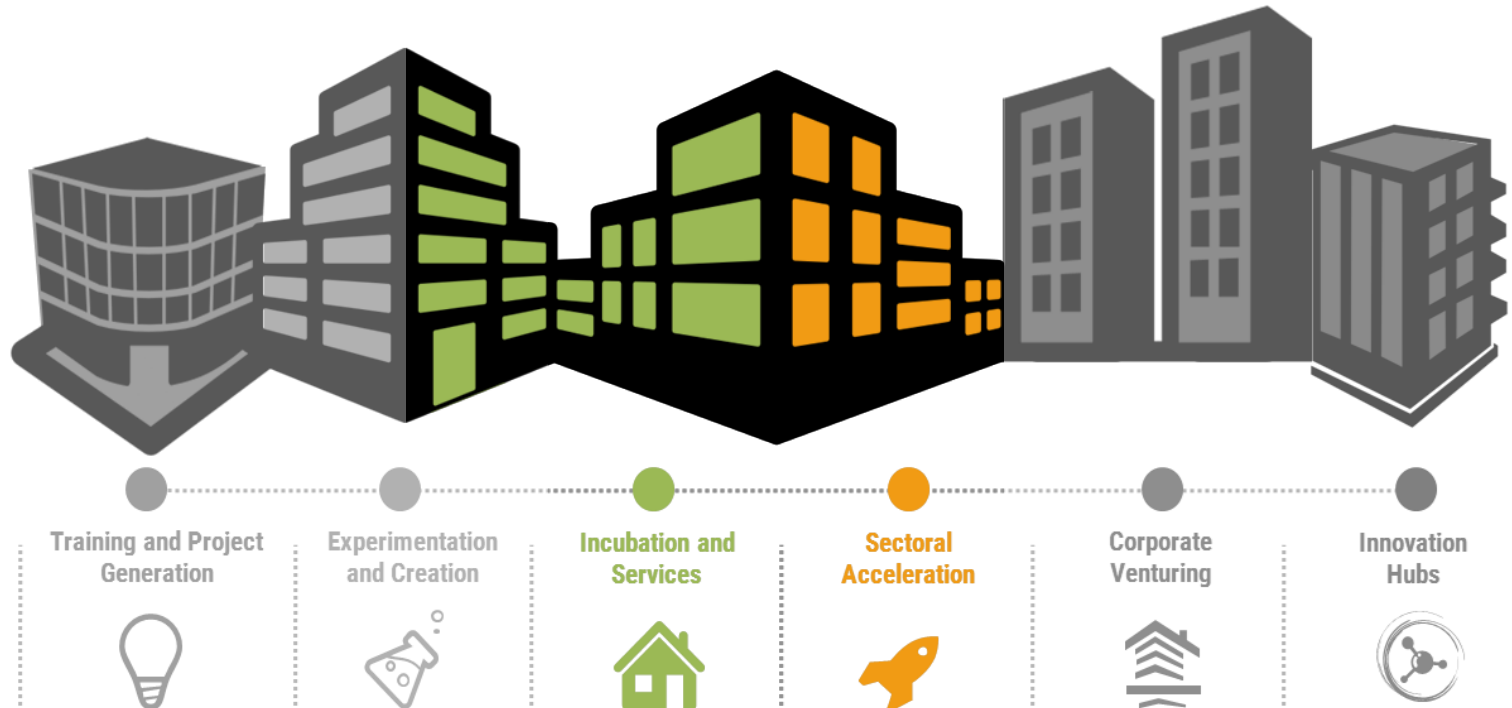 Training and Project
Generation
Experimentation
and Creation
Incubation and
Services
Sectoral
Acceleration
Corporate
Venturing
Innovation
Hubs